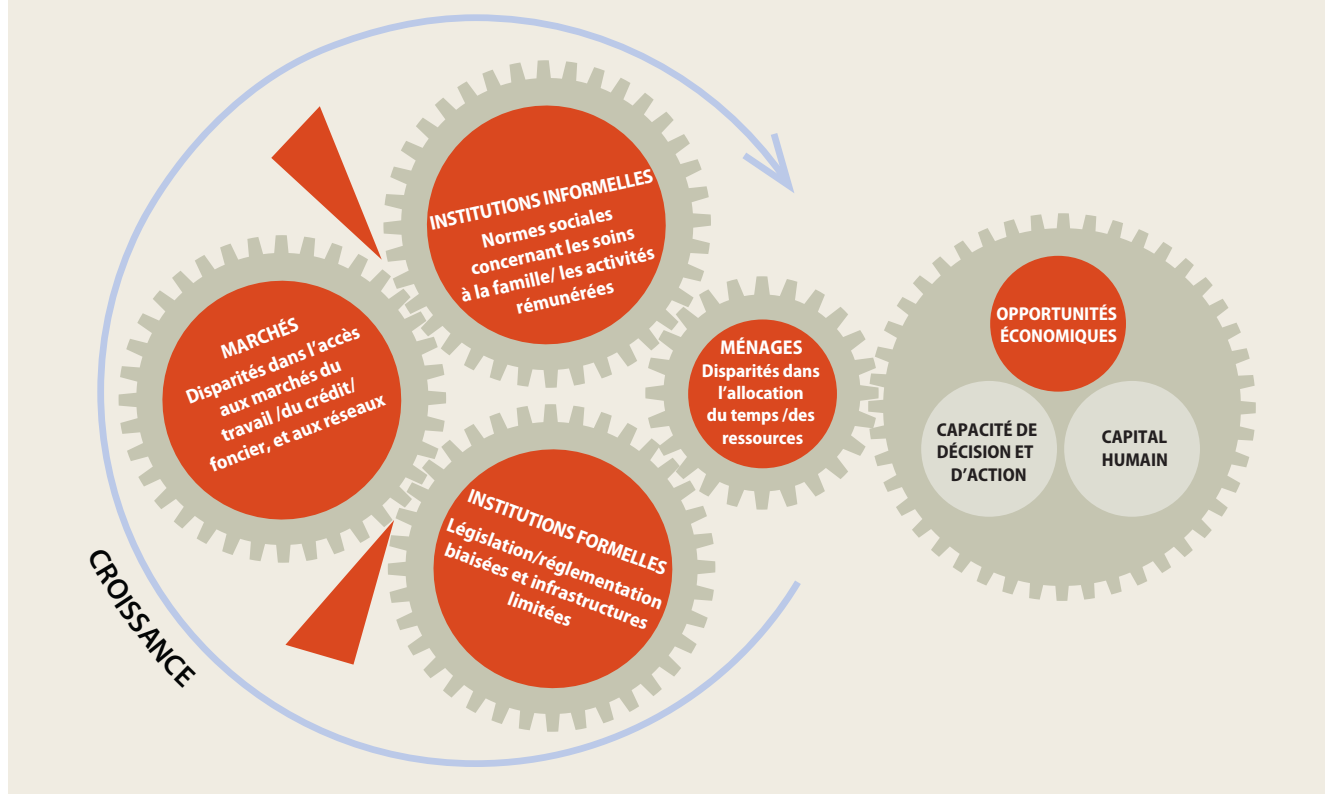 INSTITUTIONS INFORMELLES
Normes sociales
concernant les soins
à la famille/ les activités
rémunérées
MARCHÉS
Disparités dans l’accès
aux marchés du
travail /du crédit/
foncier, et aux réseaux
MÉNAGES
Disparités dans
l’allocation
du temps /des
ressources
OPPORTUNITÉS
ÉCONOMIQUES
CAPACITÉ DE
DÉCISION ET
D’ACTION
CAPITAL
HUMAIN
INSTITUTIONS FORMELLES
Législation/réglementation
biaisées et infrastructures
limitées
CROISSANCE